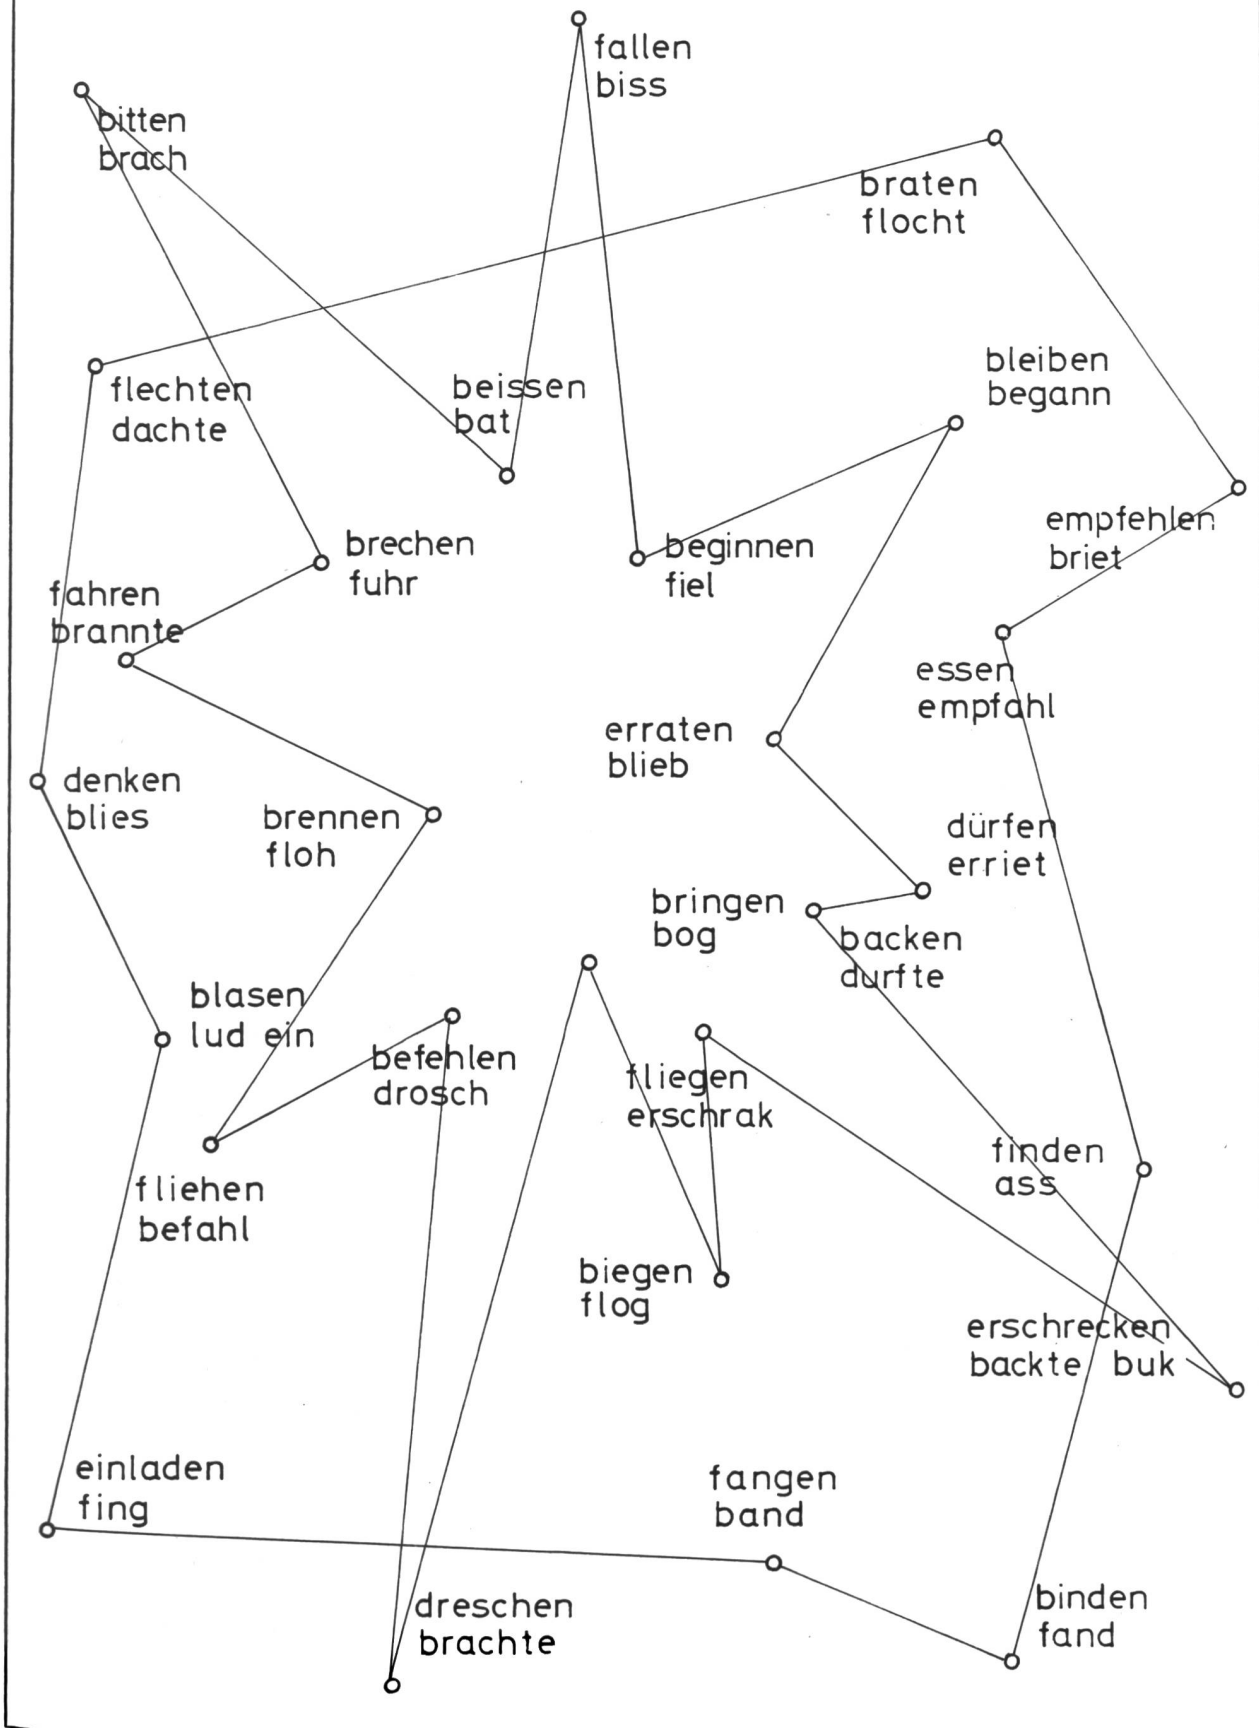 fallen
biss
bitten
brach
braten
flocht
bleiben
begann
flechten
dachte
beissen
bat
empfehlen
briet
brechen
fuhr
beginnen
fiel
fahren
brannte
essen
empfahl
erraten
blieb
denken
blies
brennen
floh
dürfen
erriet
bringen
bog
backen
durfte
blasen
lud ein
befehlen
drosch
fliegen
erschrak
finden
ass
fliehen
befahl
biegen
flog
erschrecken
backte buk
einladen
fing
fangen
band
dreschen
brachte
binden
fand